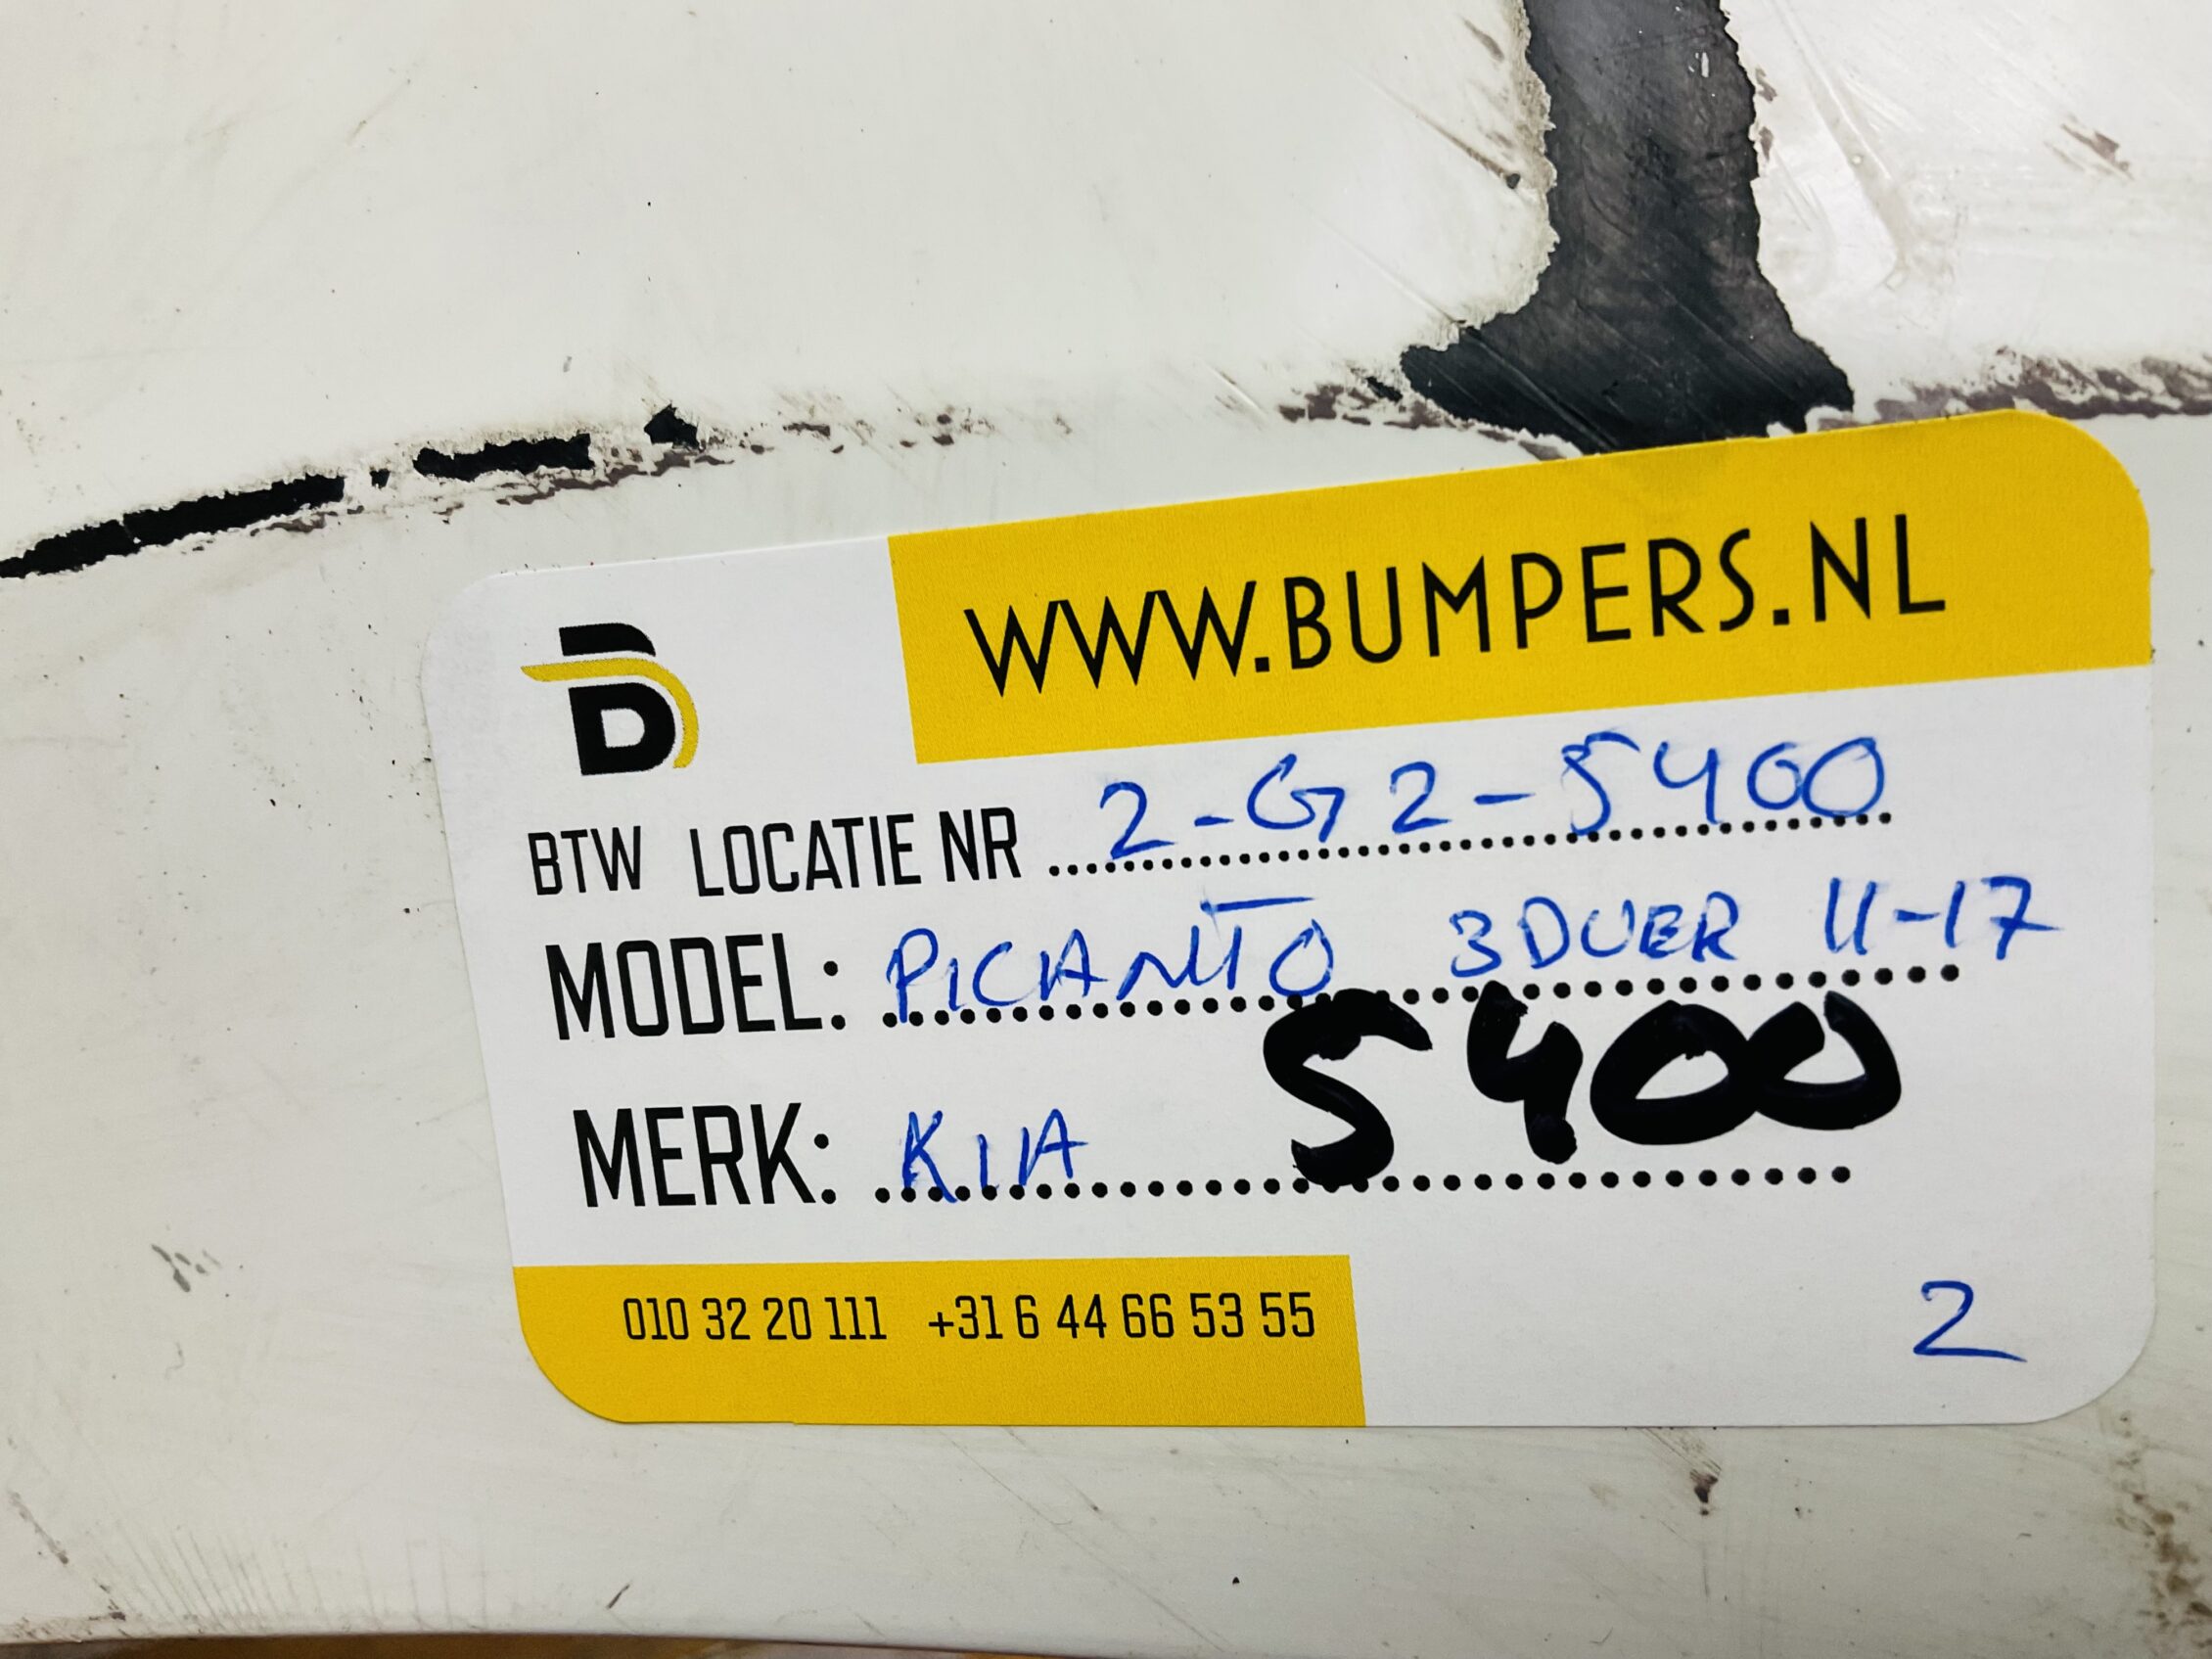 WWW.BUMPERS.NL
B
BTW LOCATIE NR 2-G2-5400
MODEL: PICANTO 3DUER 11-17
5400
MERK: KIA
010 32 20 111 +31 6 44 66 53 55
2